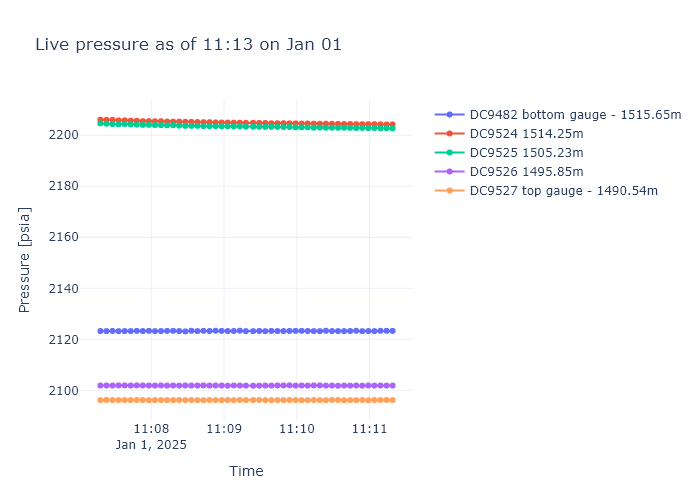 Live pressure as of 11:13 on Jan 01
DC9482 bottom gauge - 1515.65m
DC9524 1514.25m
DC9525 1505.23m
DC9526 1495.85m
DC9527 top gauge - 1490.54m
Pressure [psia]
2200
2180
2160
2140
2120
2100
11:08 11:09 11:10 11:11
Jan 1, 2025
Time